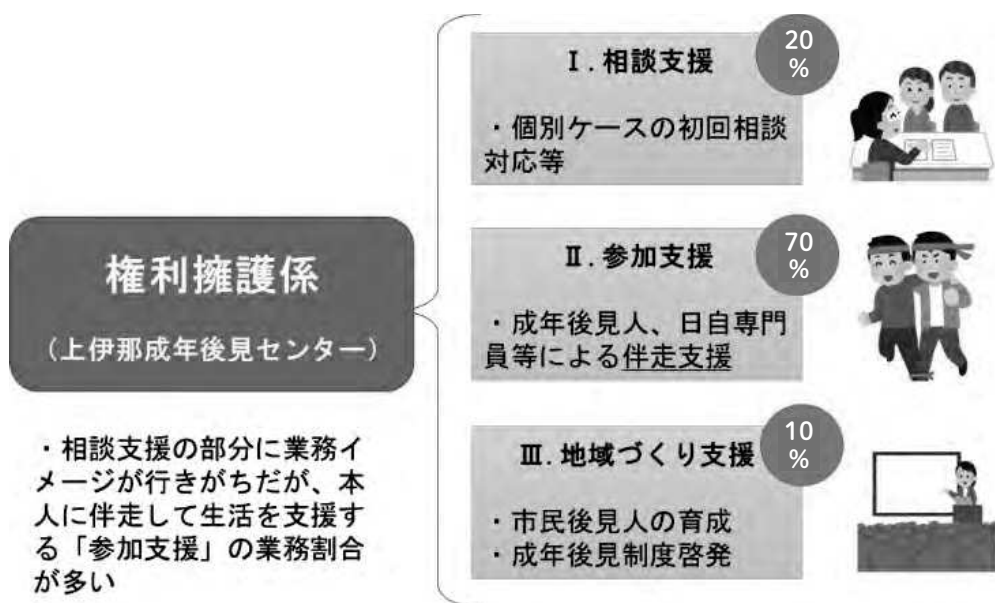 権利擁護係
（上伊那成年後見センター）
・相談支援の部分に業務イ
メージが行きがちだが、本
人に伴走して生活を支援す
る「参加支援」の業務割合
が多い
Ⅰ．相談支援
20
%
・個別ケースの初回相談
対応等
Ⅱ．参加支援
70
%
・成年後見人、日自専門
員等による伴走支援
Ⅲ．地域づくり支援
10
%
・市民後見人の育成
・成年後見制度啓発